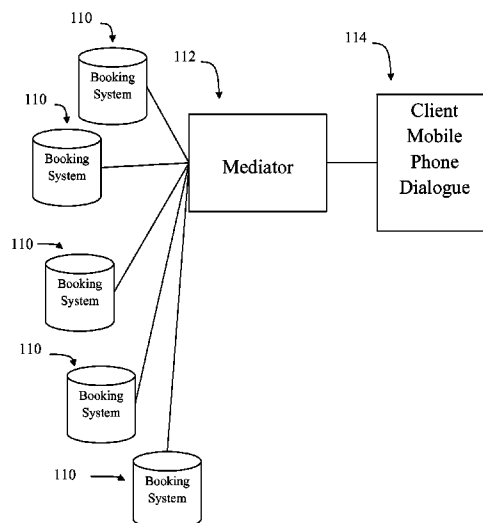 110
Booking
System
112
114
110
Booking
System
Mediator
Client
Mobile
Phone
Dialogue
110
Booking
System
110
Booking
System
110
Booking
System